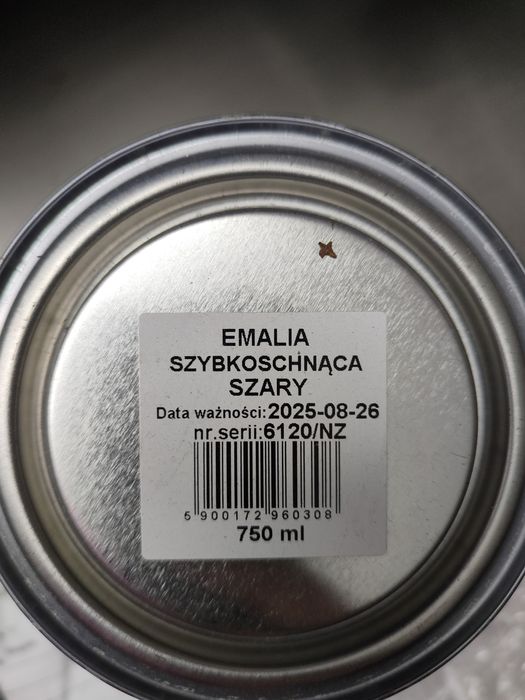 EMALIA
SZYBKOSCHNĄCA
SZARY
Data ważności:2025-08-26
nr.serii:6120/NZ
5 900172 960308
750 ml